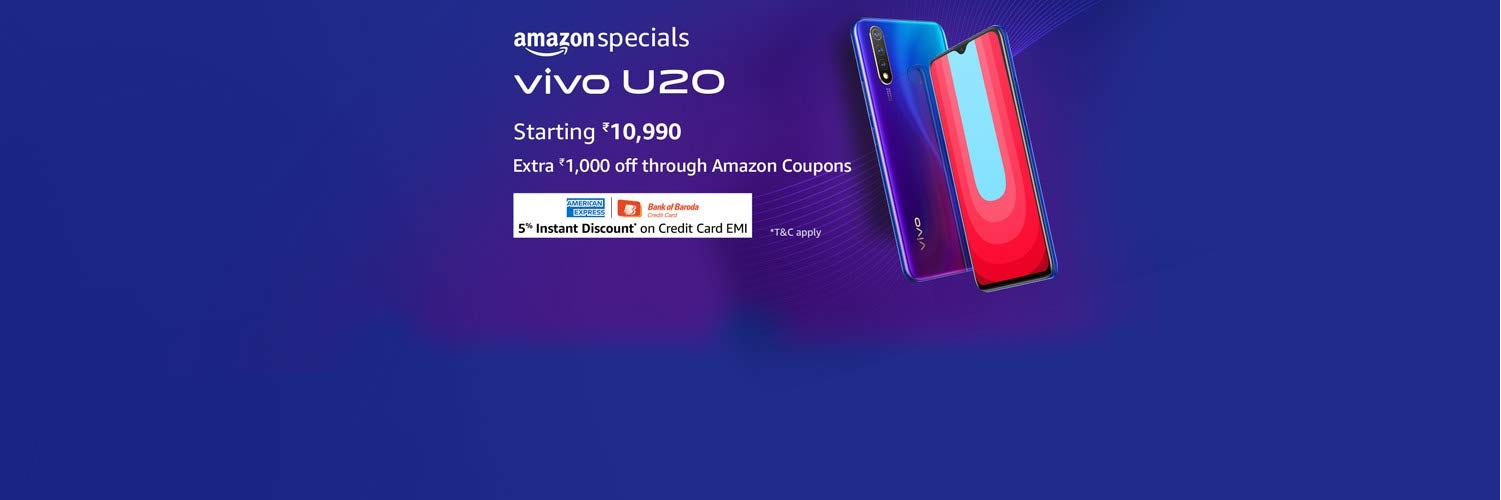 amazon specials
vivo U20
Starting ₹10,990
Extra ₹1,000 off through Amazon Coupons
AMERICAN EXPRESS
Bank of Baroda
Credit Card
5% Instant Discount* on Credit Card EMI
*T&C apply
vivo